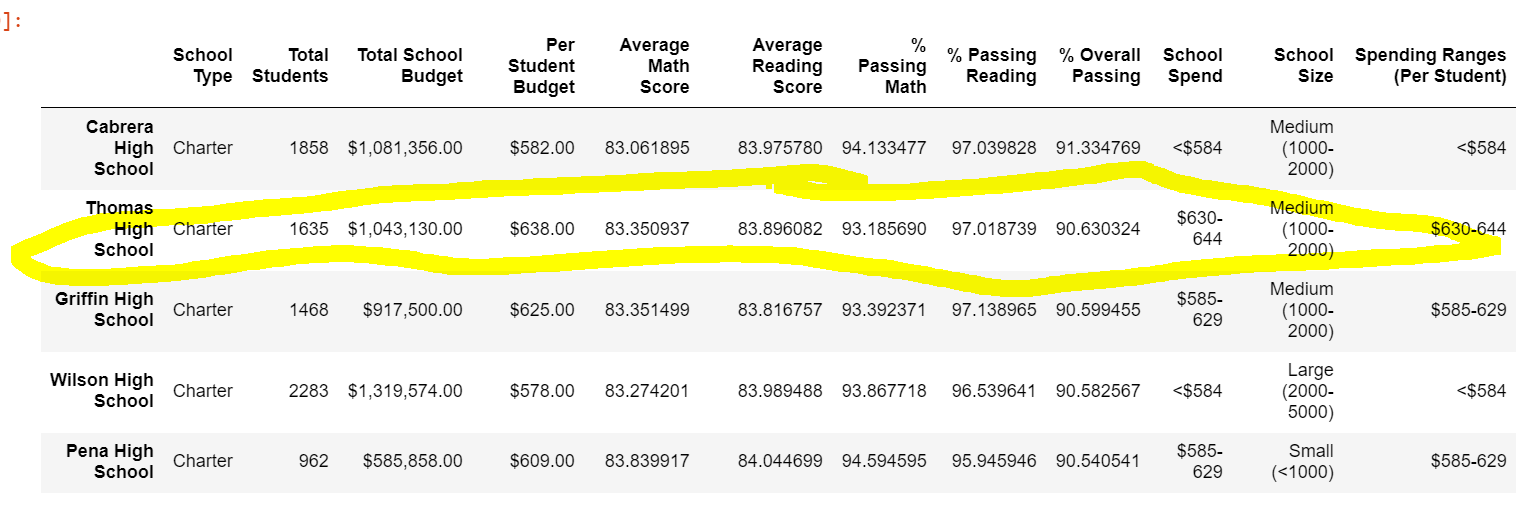 ]:
School Type Total Students Total School Budget Per Student Budget Average Math Score Average Reading Score % Passing Math % Passing Reading % Overall Passing School Spend School Size Spending Ranges (Per Student)
Cabrera High School Charter 1858 $1,081,356.00 $582.00 83.061895 83.975780 94.133477 97.039828 91.334769 <$584 Medium (1000-2000) <$584
Thomas High School Charter 1635 $1,043,130.00 $638.00 83.350937 83.896082 93.185690 97.018739 90.630324 $630-644 Medium (1000-2000) $630-644
Griffin High School Charter 1468 $917,500.00 $625.00 83.351499 83.816757 93.392371 97.138965 90.599455 $585-629 Medium (1000-2000) $585-629
Wilson High School Charter 2283 $1,319,574.00 $578.00 83.274201 83.989488 93.867718 96.539641 90.582567 <$584 Large (2000-5000) <$584
Pena High School Charter 962 $585,858.00 $609.00 83.839917 84.044699 94.594595 95.945946 90.540541 $585-629 Small (<1000) $585-629